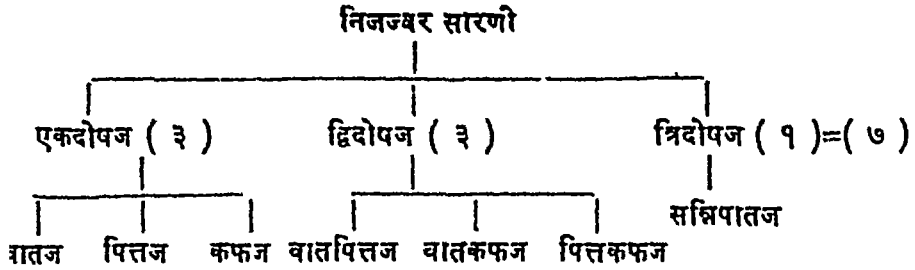 निजज्वर सारणी
एकदोषज ( ३ ) द्विदोषज ( ३ ) त्रिदोषज ( १ )=( ७ )
सन्निपातज
वातज पित्तज कफज वातपित्तज वातकफज पित्तकफज